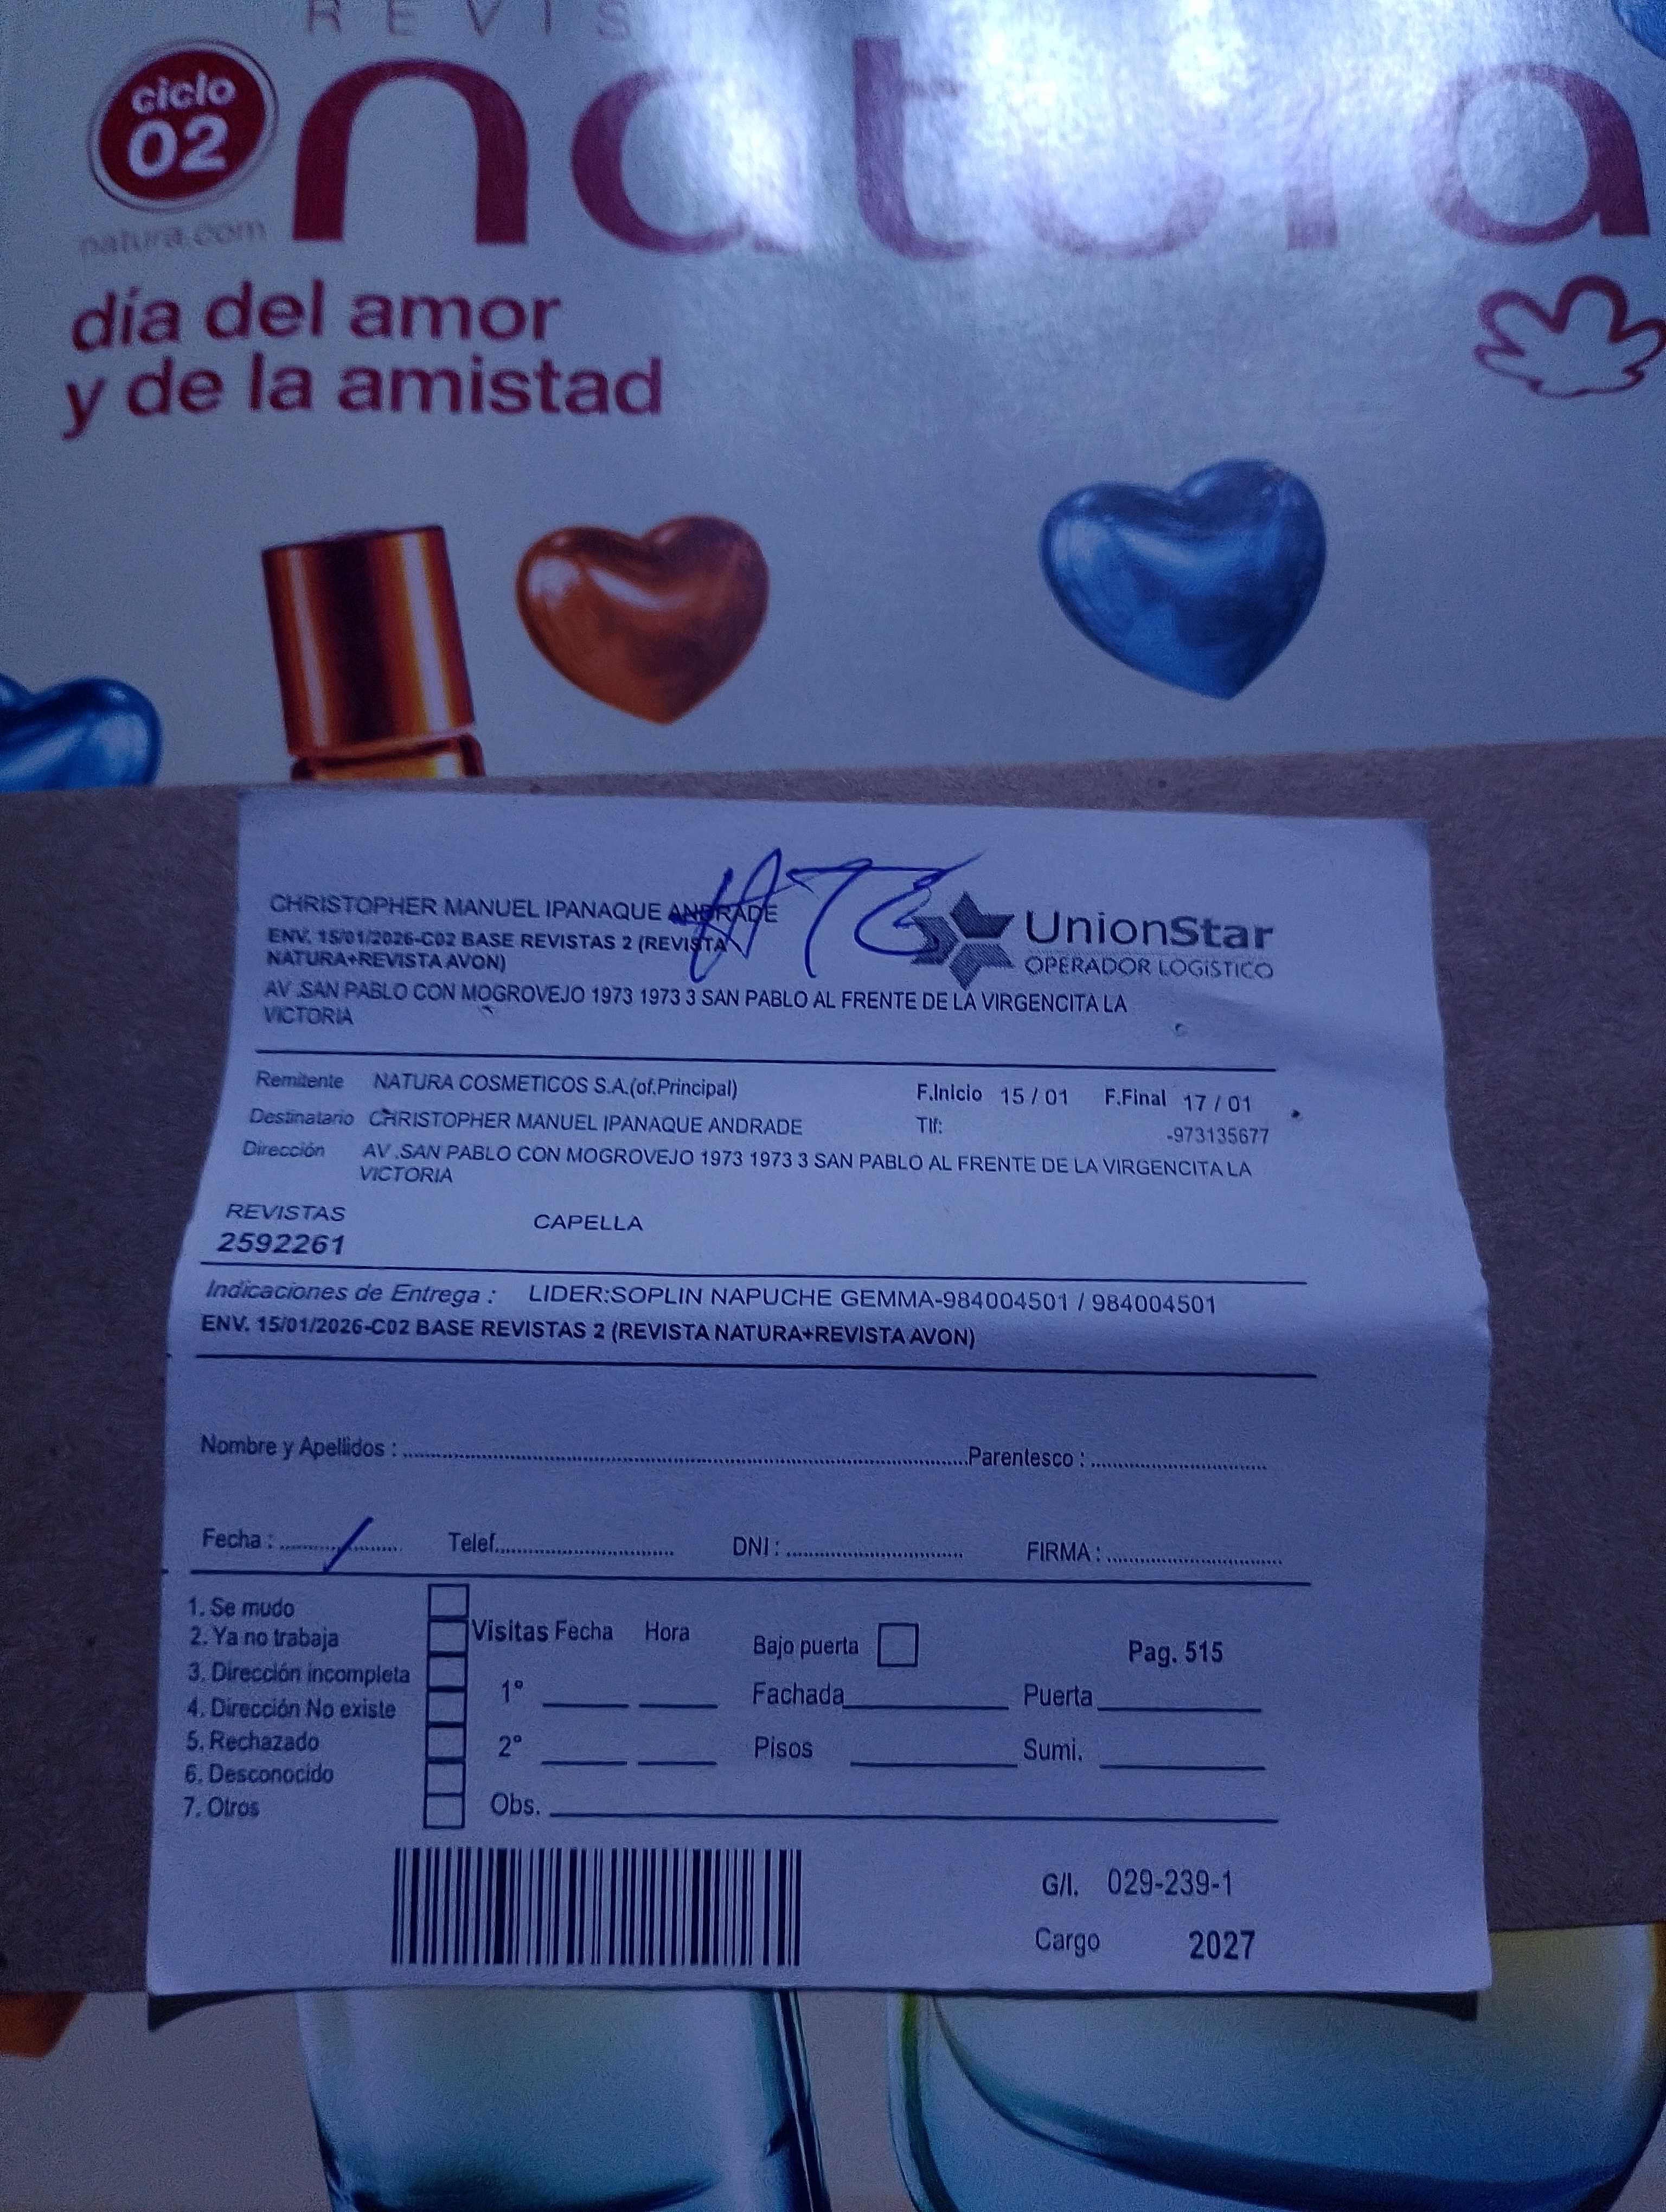 REVIS
ciclo
02
natura
natura.com
día del amor
y de la amistad
CHRISTOPHER MANUEL IPANAQUE ANDRADE
ENV. 15/01/2026-C02 BASE REVISTAS 2 (REVISTA
NATURA+REVISTA AVON)
UnionStar
OPERADOR LOGíSTICO
AV .SAN PABLO CON MOGROVEJO 1973 1973 3 SAN PABLO AL FRENTE DE LA VIRGENCITA LA
VICTORIA
Remitente NATURA COSMETICOS S.A.(of.Principal) F.Inicio 15 / 01 F.Final 17 / 01
Destinatario CHRISTOPHER MANUEL IPANAQUE ANDRADE Tlf: -973135677
Dirección AV .SAN PABLO CON MOGROVEJO 1973 1973 3 SAN PABLO AL FRENTE DE LA VIRGENCITA LA
VICTORIA
REVISTAS CAPELLA
2592261
Indicaciones de Entrega : LIDER:SOPLIN NAPUCHE GEMMA-984004501 / 984004501
ENV. 15/01/2026-C02 BASE REVISTAS 2 (REVISTA NATURA+REVISTA AVON)
Nombre y Apellidos : Parentesco :
Fecha : Telef. DNI : FIRMA :
1. Se mudo
2. Ya no trabaja
3. Dirección incompleta
4. Dirección No existe
5. Rechazado
6. Desconocido
7. Otros
Visitas Fecha Hora
1°
2°
Obs.
Bajo puerta Pag. 515
Fachada Puerta
Pisos Sumi.
G/I. 029-239-1
Cargo 2027